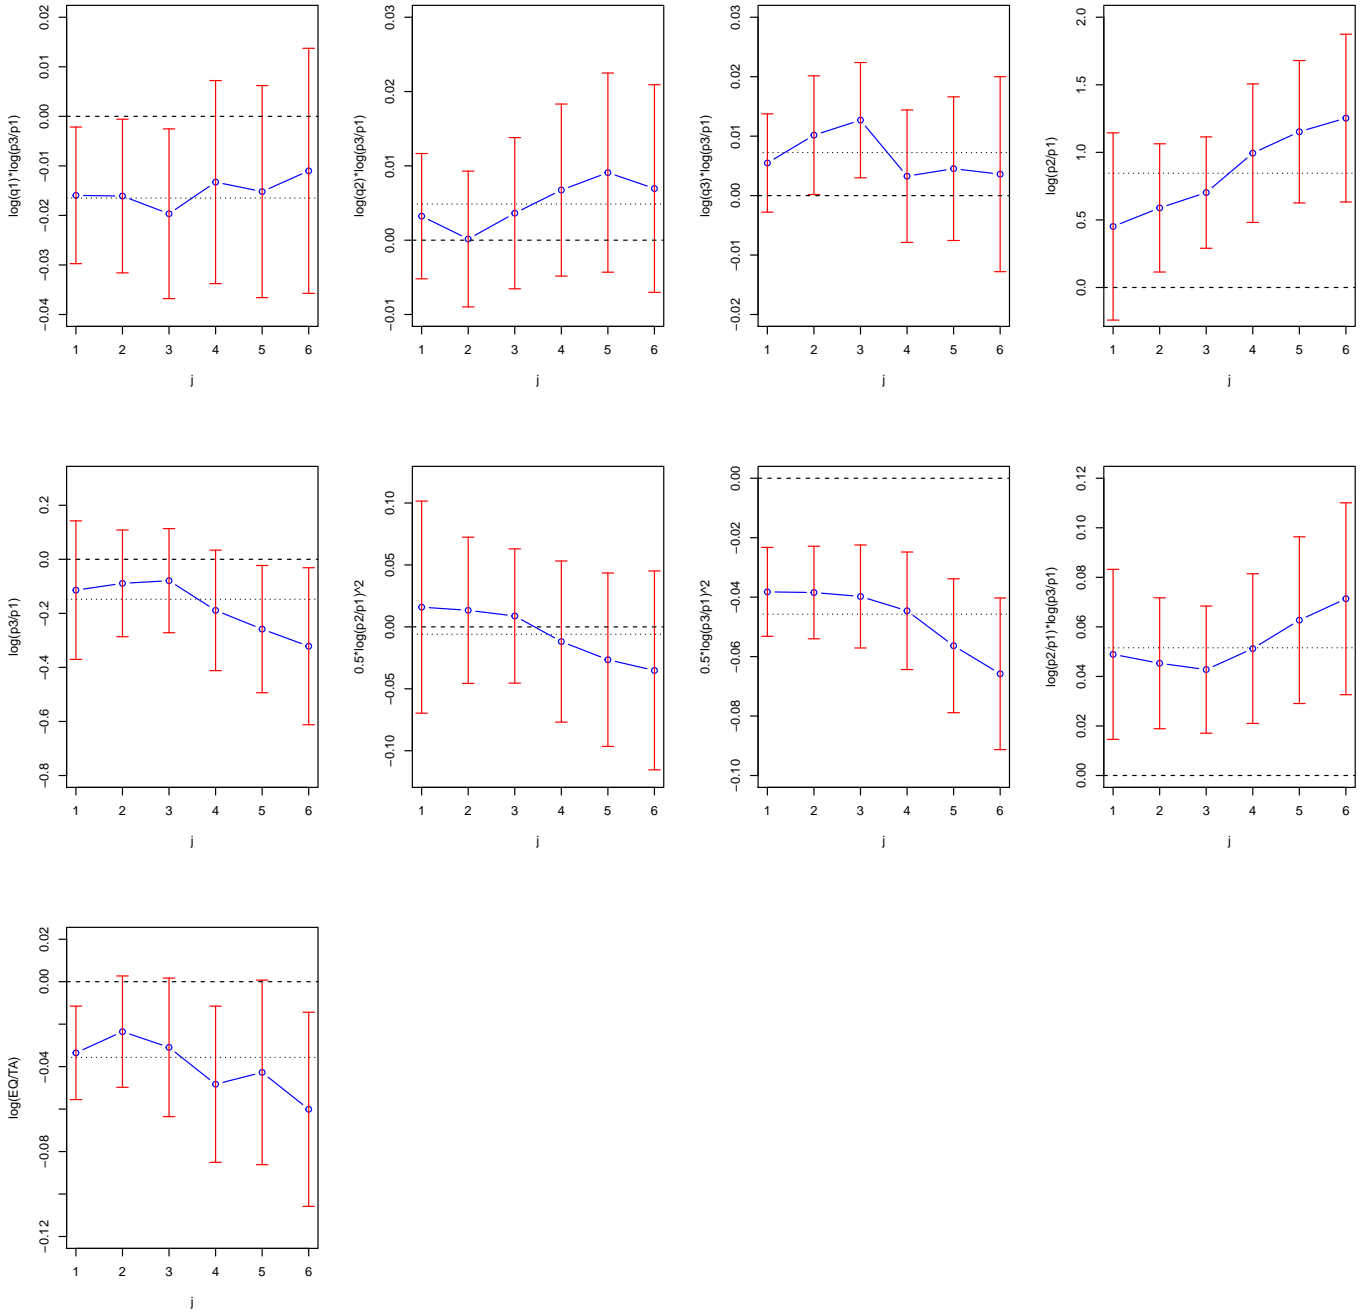 log(q1)*log(p3/p1)
0.02
0.01
0.00
−0.01
−0.02
−0.03
−0.04
1 2 3 4 5 6
j
log(q2)*log(p3/p1)
0.03
0.02
0.01
0.00
−0.01
1 2 3 4 5 6
j
log(q3)*log(p3/p1)
0.03
0.02
0.01
0.00
−0.01
−0.02
1 2 3 4 5 6
j
log(p2/p1)
2.0
1.5
1.0
0.5
0.0
1 2 3 4 5 6
j
log(p3/p1)
0.2
0.0
−0.2
−0.4
−0.6
−0.8
1 2 3 4 5 6
j
0.5*log(p2/p1)^2
0.10
0.05
0.00
−0.05
−0.10
1 2 3 4 5 6
j
0.5*log(p3/p1)^2
0.00
−0.02
−0.04
−0.06
−0.08
−0.10
1 2 3 4 5 6
j
log(p2/p1)*log(p3/p1)
0.12
0.10
0.08
0.06
0.04
0.02
0.00
1 2 3 4 5 6
j
log(EQ/TA)
0.02
0.00
−0.04
−0.08
−0.12
1 2 3 4 5 6
j